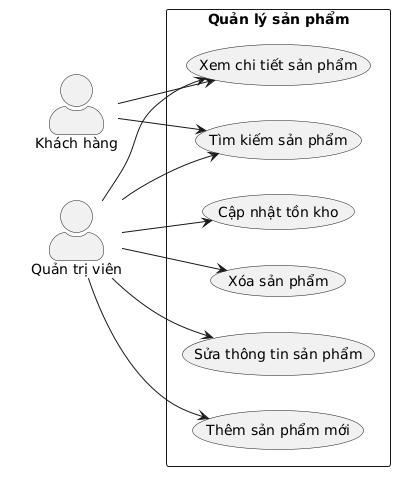 Quản lý sản phẩm
Xem chi tiết sản phẩm
Khách hàng
Tìm kiếm sản phẩm
Cập nhật tồn kho
Quản trị viên
Xóa sản phẩm
Sửa thông tin sản phẩm
Thêm sản phẩm mới